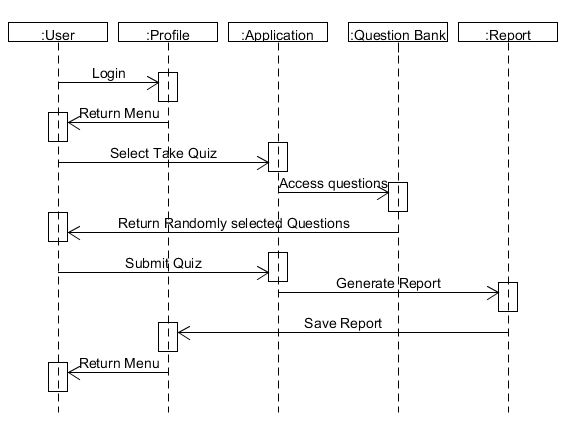 :User
:Profile
:Application
:Question Bank
:Report
Login
Return Menu
Select Take Quiz
Access questions
Return Randomly selected Questions
Submit Quiz
Generate Report
Save Report
Return Menu